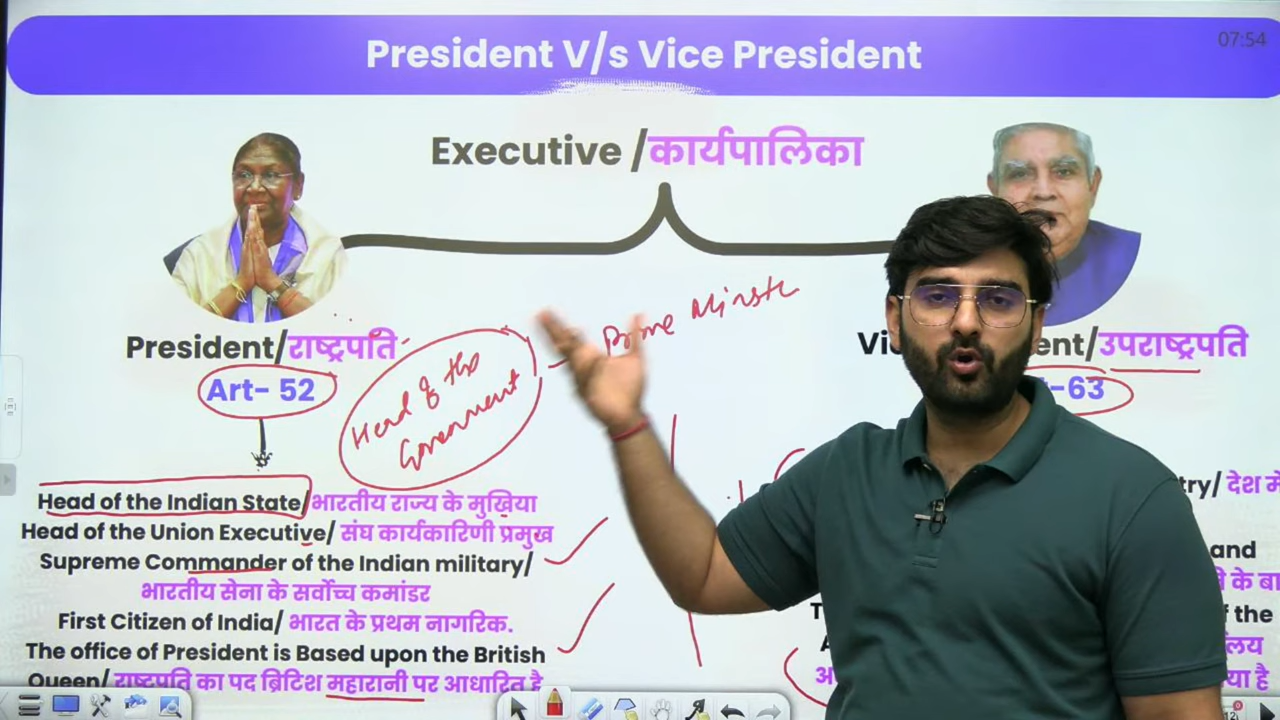 President V/s Vice President
07:54
Executive /कार्यपालिका
Prime Minister
President/राष्ट्रपति
उपराष्ट्रपति
Art- 52
63
Head of the
Government
Head of the Indian State/भारतीय राज्य के मुखिया
Head of the Union Executive/ संघ कार्यकारिणी प्रमुख
Supreme Commander of the Indian military/
भारतीय सेना के सर्वोच्च कमांडर
First Citizen of India/ भारत के प्रथम नागरिक.
The office of President is Based upon the British
Queen/ राष्ट्रपति का पद ब्रिटिश महारानी पर आधारित है
try/ देश में
and
के बा
f the
या है